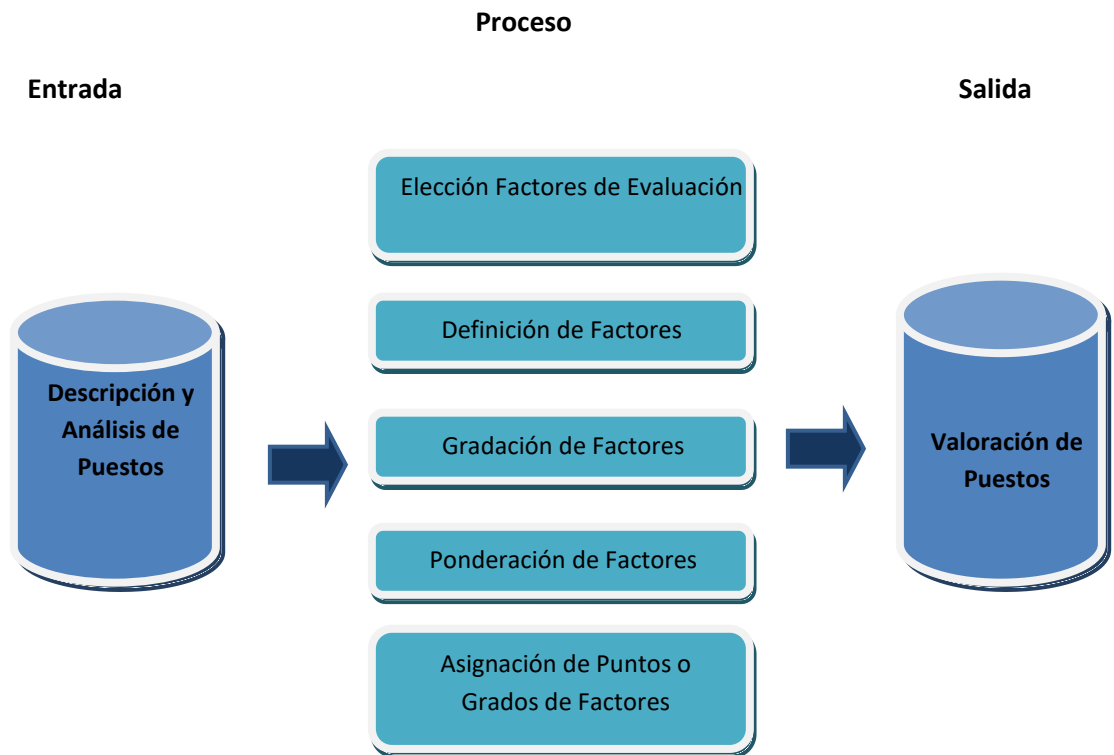 Proceso
Entrada
Salida
Elección Factores de Evaluación
Definición de Factores
Descripción y
Análisis de
Puestos
Gradación de Factores
Valoración de
Puestos
Ponderación de Factores
Asignación de Puntos o
Grados de Factores